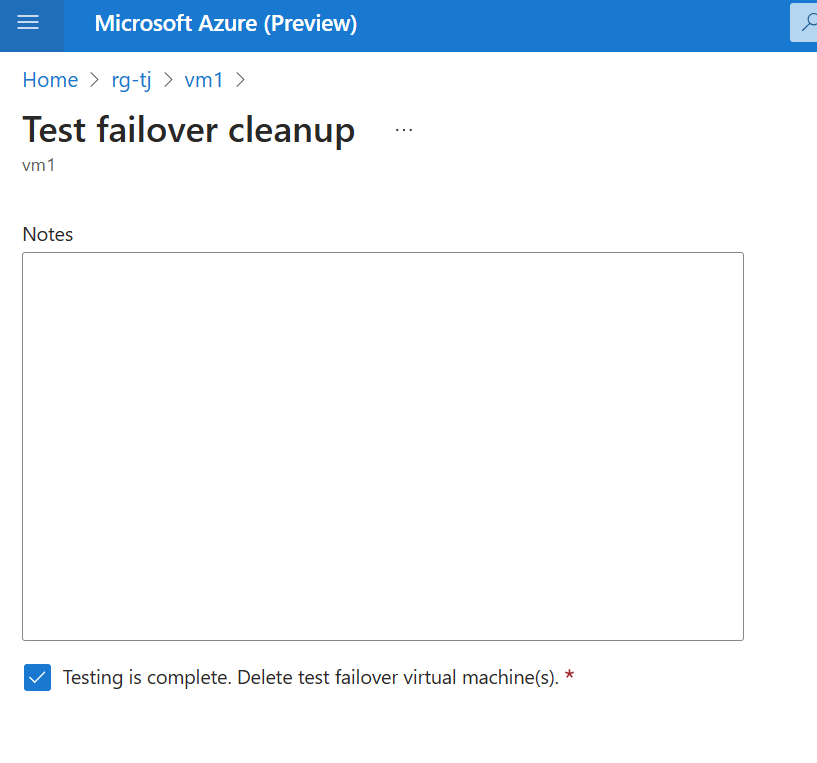 Microsoft Azure (Preview)
Home > rg-tj > vm1 >
Test failover cleanup ...
vm1
Notes
Testing is complete. Delete test failover virtual machine(s). *